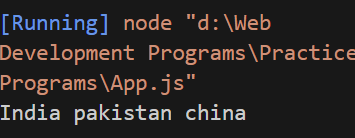 [Running] node "d:\Web
Development Programs\Practice
Programs\App.js"
India pakistan china